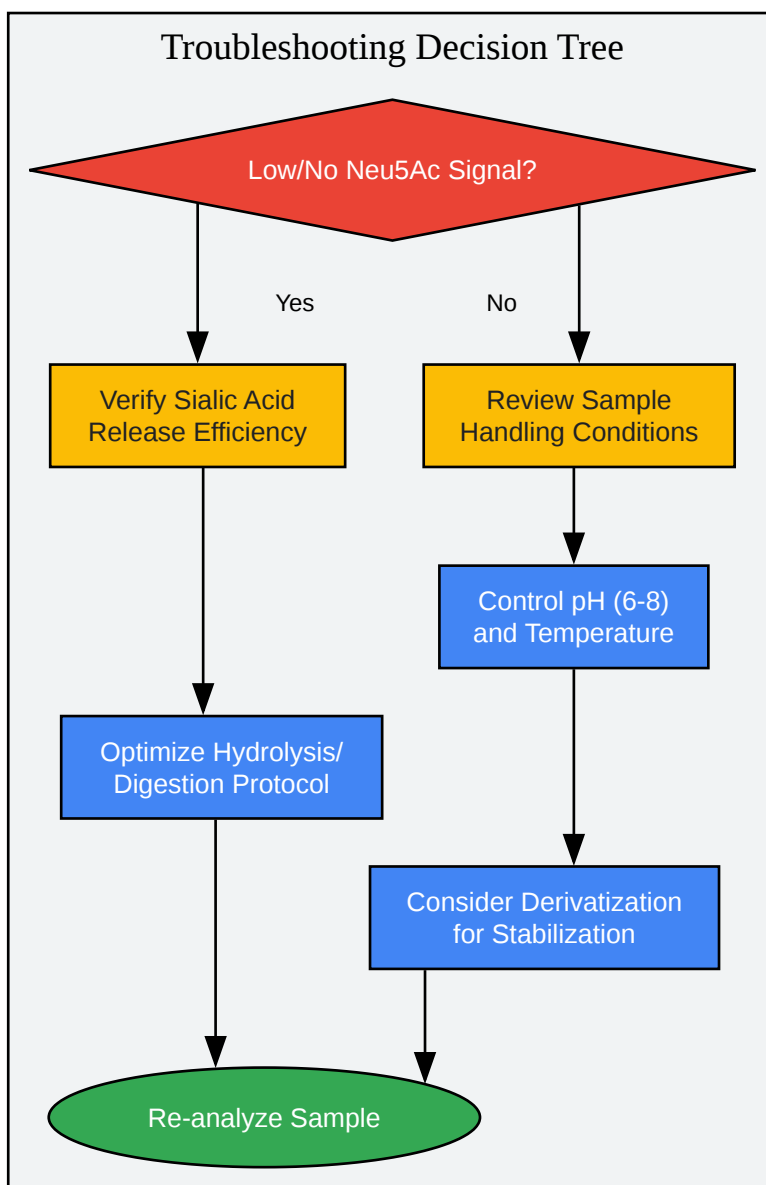 Troubleshooting Decision Tree
Low/No Neu5Ac Signal?
Yes
No
Verify Sialic Acid
Release Efficiency
Review Sample
Handling Conditions
Control pH (6-8)
and Temperature
Optimize Hydrolysis/
Digestion Protocol
Consider Derivatization
for Stabilization
Re-analyze Sample